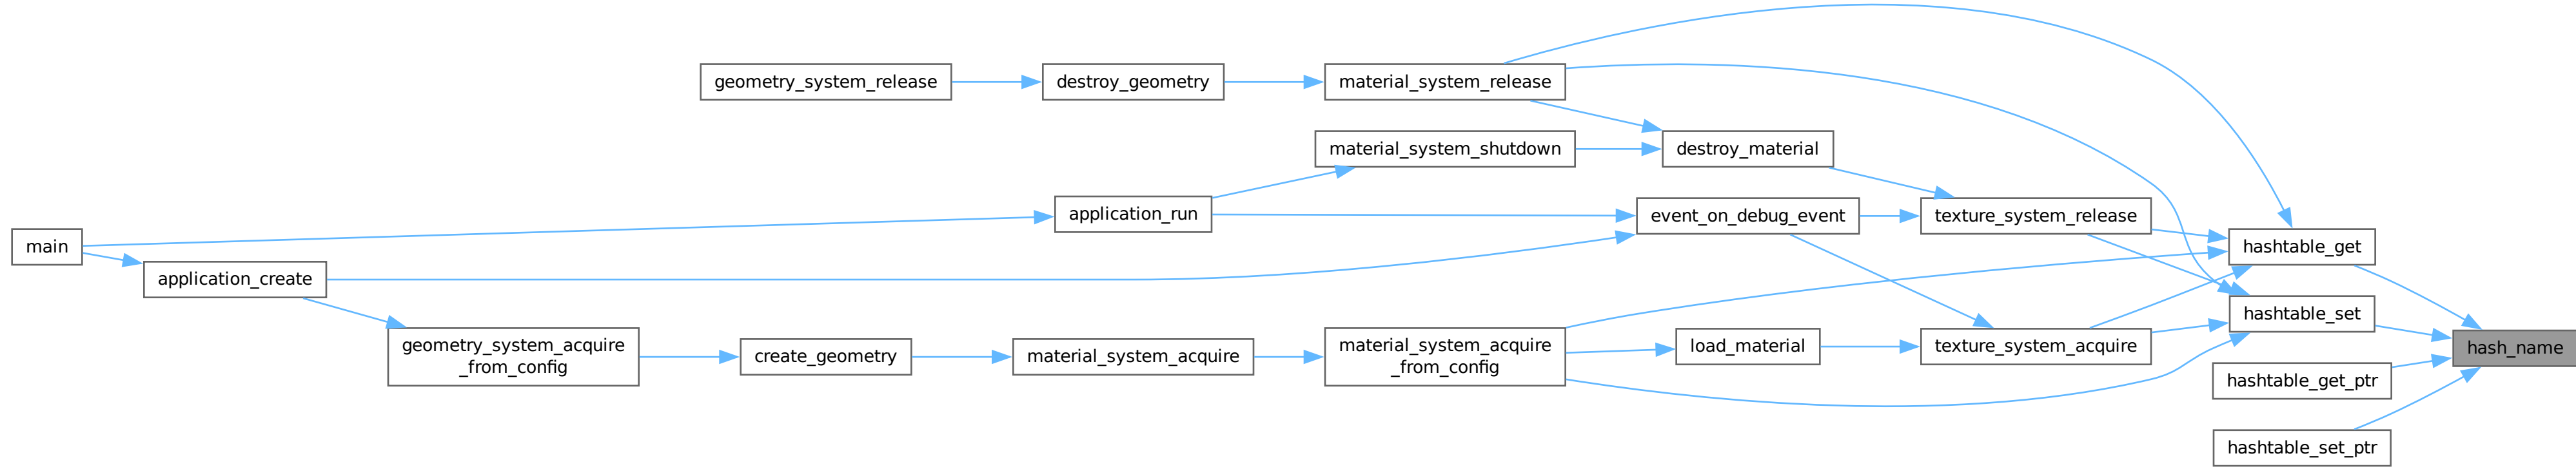 geometry_system_release
destroy_geometry
material_system_release
material_system_shutdown
destroy_material
main
application_run
event_on_debug_event
texture_system_release
hashtable_get
application_create
hashtable_set
geometry_system_acquire
_from_config
create_geometry
material_system_acquire
material_system_acquire
_from_config
load_material
texture_system_acquire
hash_name
hashtable_get_ptr
hashtable_set_ptr